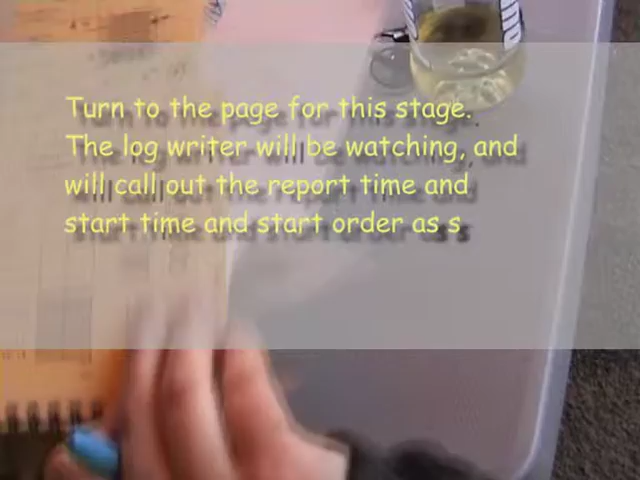 Turn to the page for this stage.
The log writer will be watching, and
will call out the report time and
start time and start order as s